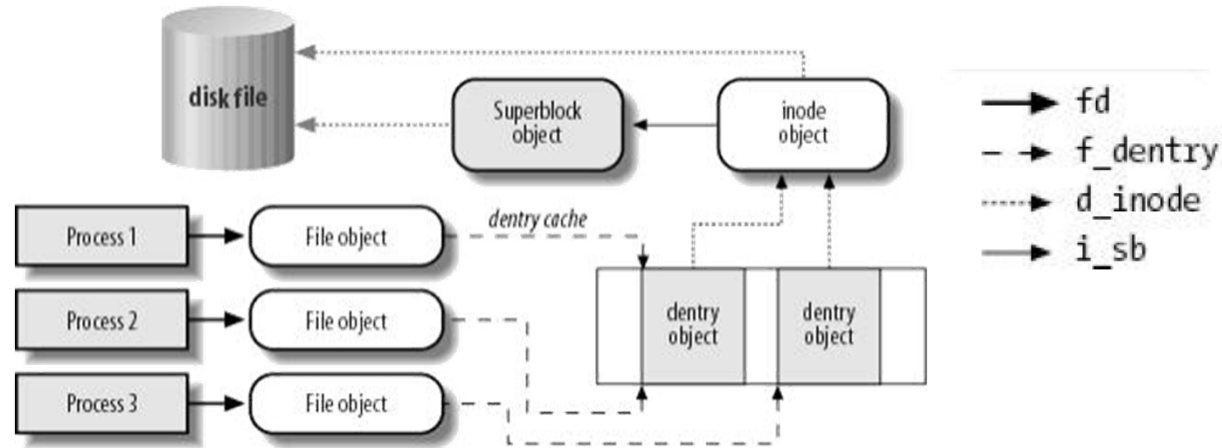 disk file
Superblock
object
inode
object
fd
f_dentry
d_inode
i_sb
Process 1
File object
dentry cache
Process 2
File object
dentry
object
dentry
object
Process 3
File object